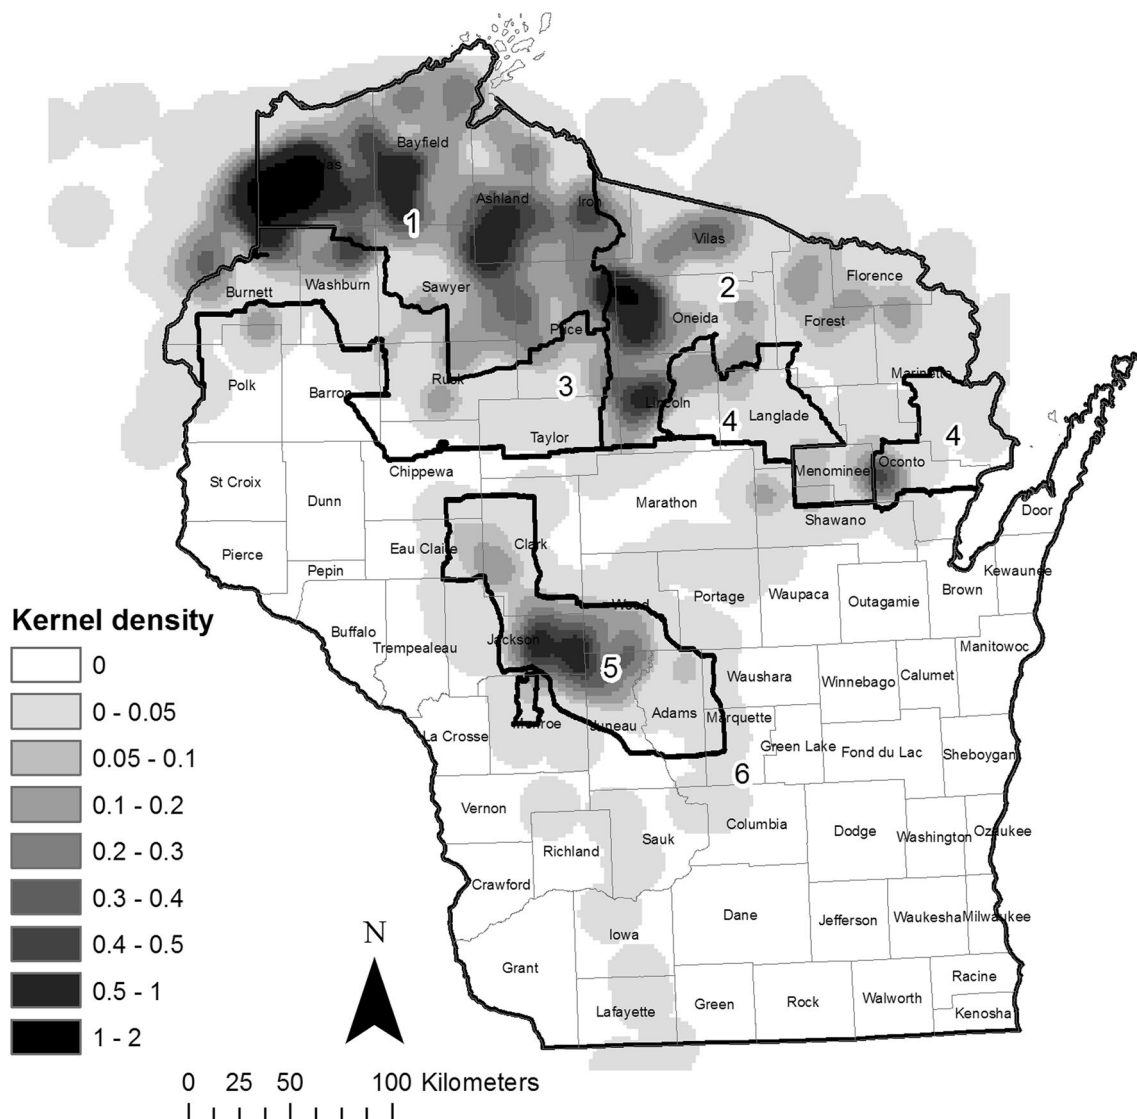 Bayfield
as
Ashland
Iron
1
Vilas
Florence
Burnett
Washburn
Sawyer
2
Oneida
Forest
Price
Polk
Barron
Rusk
3
Marinette
Lincoln
4
Langlade
Taylor
4
Chippewa
Menominee
Oconto
St Croix
Dunn
Marathon
Shawano
Door
Pierce
Eau Claire
Clark
Pepin
Kewaunee
Brown
Portage
Waupaca
Outagamie
Wood
Kernel density
Buffalo
Trempealeau
Jackson
Manitowoc
0
5
Waushara
Winnebago
Calumet
0 - 0.05
Adams
Marquette
La Crosse
Monroe
Juneau
Green Lake
Fond du Lac
Sheboygan
0.05 - 0.1
6
0.1 - 0.2
Vernon
Columbia
Dodge
Washington
Ozaukee
0.2 - 0.3
Richland
Sauk
0.3 - 0.4
Crawford
Dane
Jefferson
Waukesha
Milwaukee
N
Iowa
0.4 - 0.5
Grant
Racine
0.5 - 1
Lafayette
Green
Rock
Walworth
Kenosha
1 - 2
0 25 50 100 Kilometers